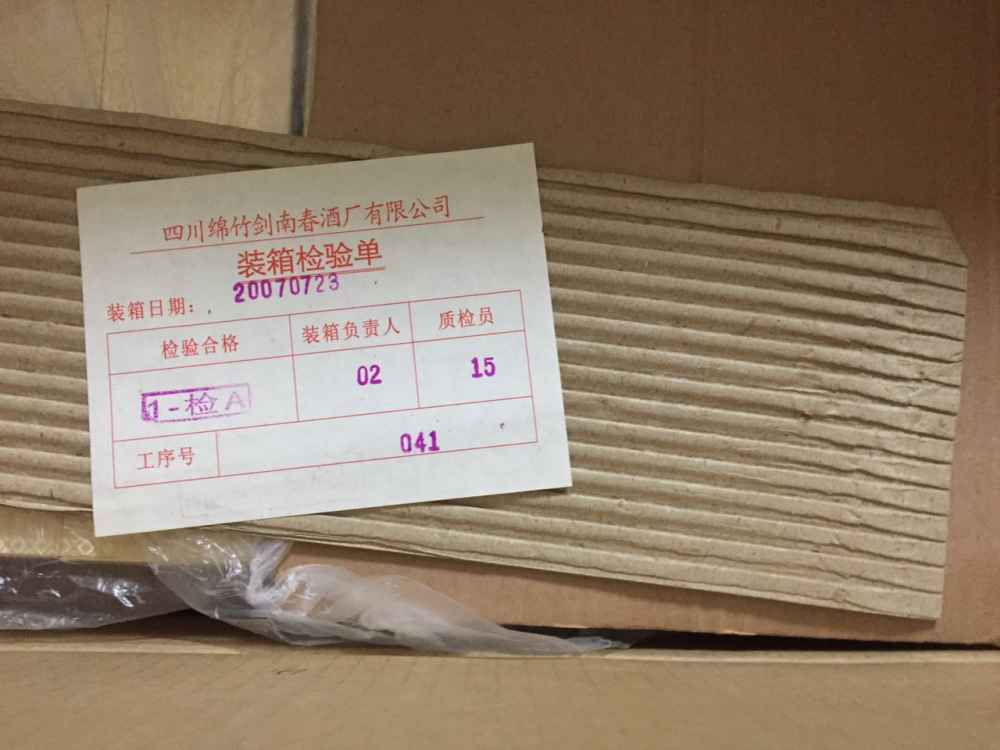 四川绵竹剑南春酒厂有限公司
装箱检验单
装箱日期: 20070723
检验合格 装箱负责人 质检员
1-检A 02 15
工序号 041